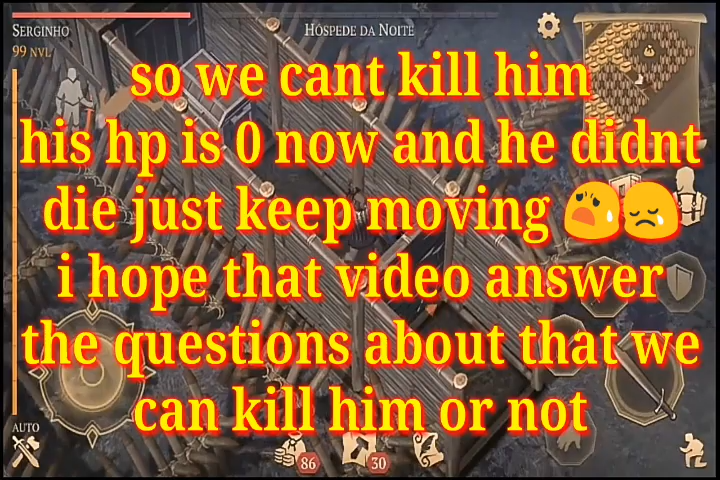 SERGINHO
HÓSPEDE DA NOITE
99 NVL
so we cant kill him
his hp is 0 now and he didnt
die just keep moving 😧😢
i hope that video answer
the questions about that we
can kill him or not
AUTO
86
30